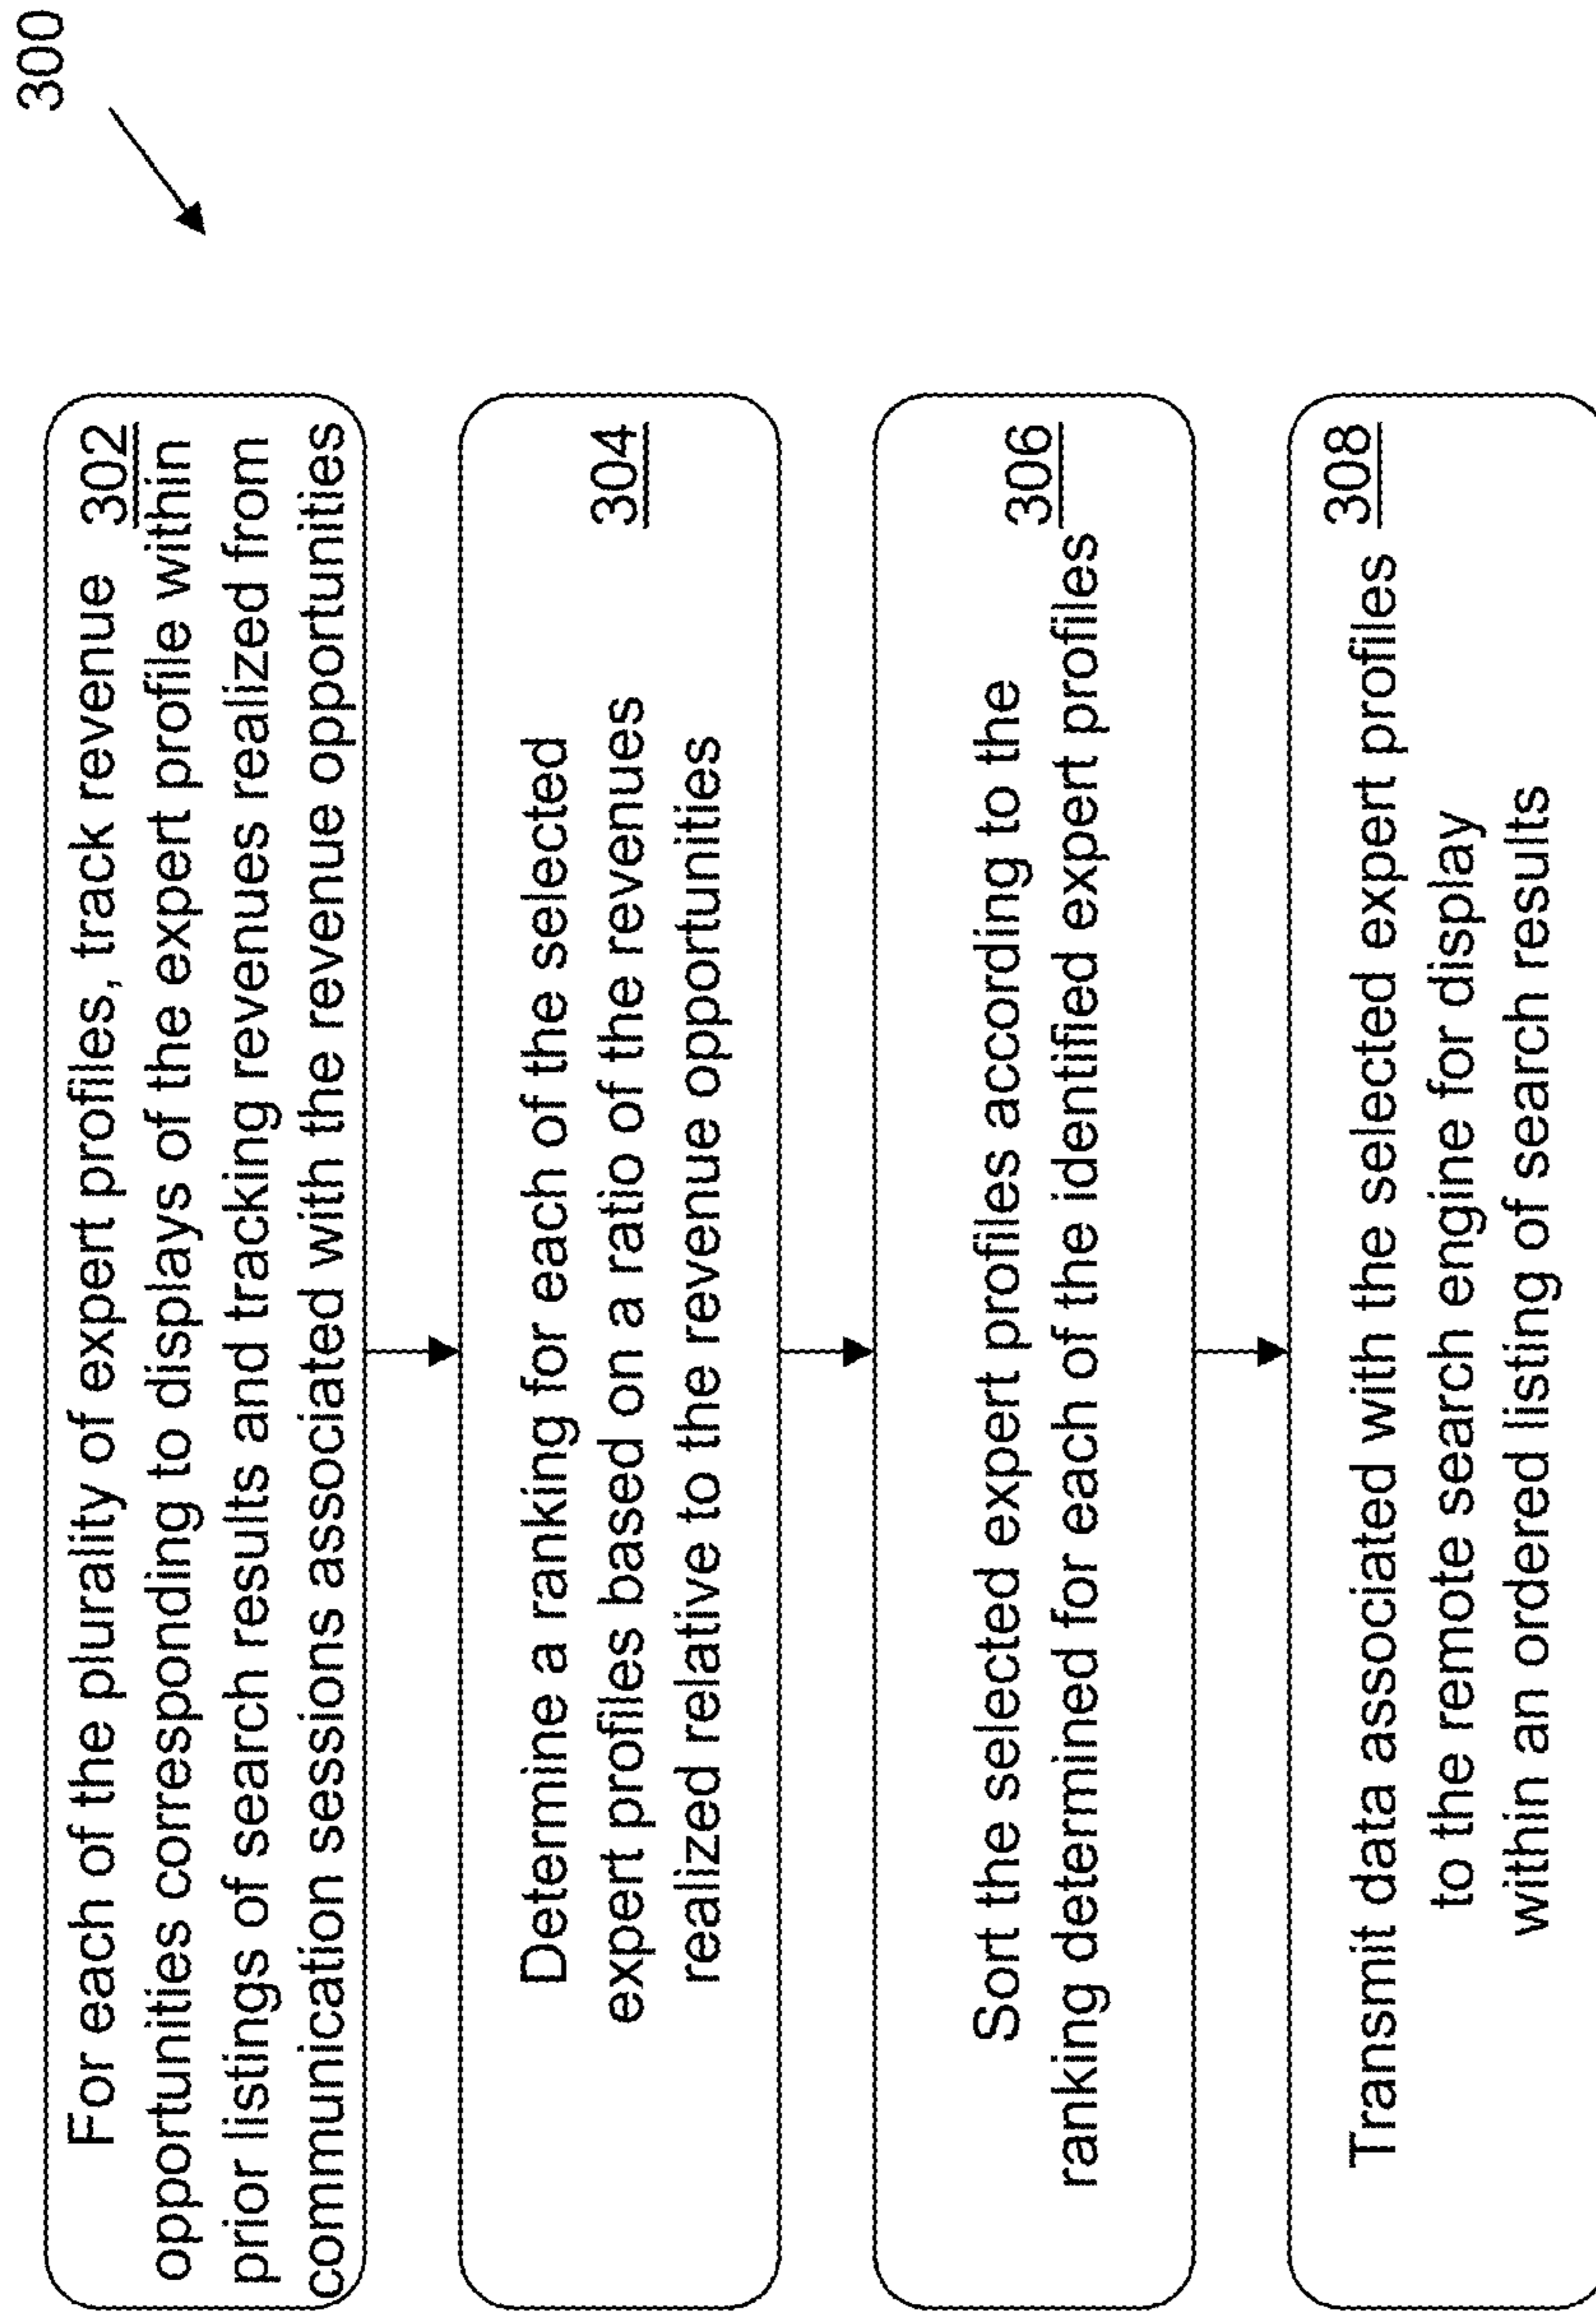 300
For each of the plurality of expert profiles, track revenue 302
opportunities corresponding to displays of the expert profile within
prior listings of search results and tracking revenues realized from
communication sessions associated with the revenue opportunities
Determine a ranking for each of the selected
304
expert profiles based on a ratio of the revenues
realized relative to the revenue opportunities
Sort the selected expert profiles according to the
306
ranking determined for each of the identified expert profiles
308
Transmit data associated with the selected expert profiles
to the remote search engine for display
within an ordered listing of search results